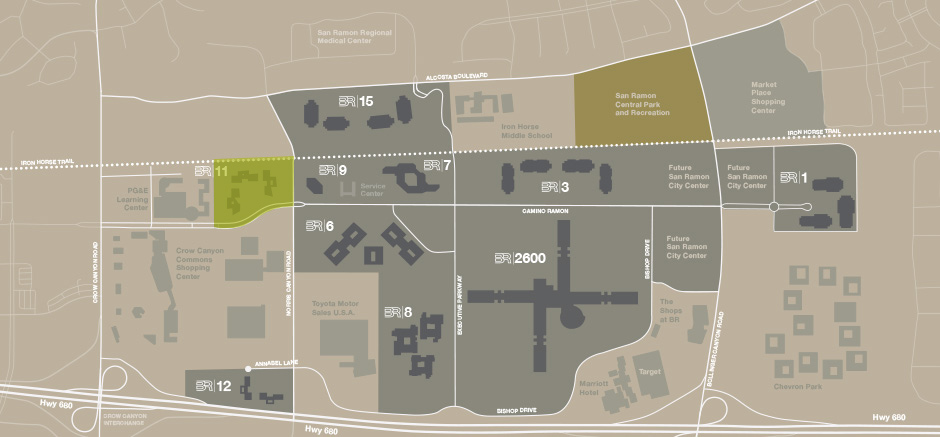 San Ramon Regional
Medical Center
ALCOSTA BOULEVARD
BR 15
San Ramon
Central Park
and Recreation
Market
Place
Shopping
Center
Iron Horse
Middle School
IRON HORSE TRAIL
IRON HORSE TRAIL
BR 11
BR 9
BR 7
BR 3
Future
San Ramon
City Center
Future
San Ramon
City Center
BR 1
PG&E
Learning
Center
Service
Center
CAMINO RAMON
BR 6
Future
San Ramon
City Center
CROW CANYON ROAD
Crow Canyon
Commons
Shopping
Center
MORRIS CANYON ROAD
BR 2600
BISHOP DRIVE
EXECUTIVE PARKWAY
Toyota Motor
Sales U.S.A.
BR 8
The
Shops
at BR
BOLLINGER CANYON ROAD
ANNABEL LANE
BR 12
Marriott
Hotel
Target
Chevron Park
Hwy 680
CROW CANYON
INTERCHANGE
Hwy 680
BISHOP DRIVE
Hwy 680